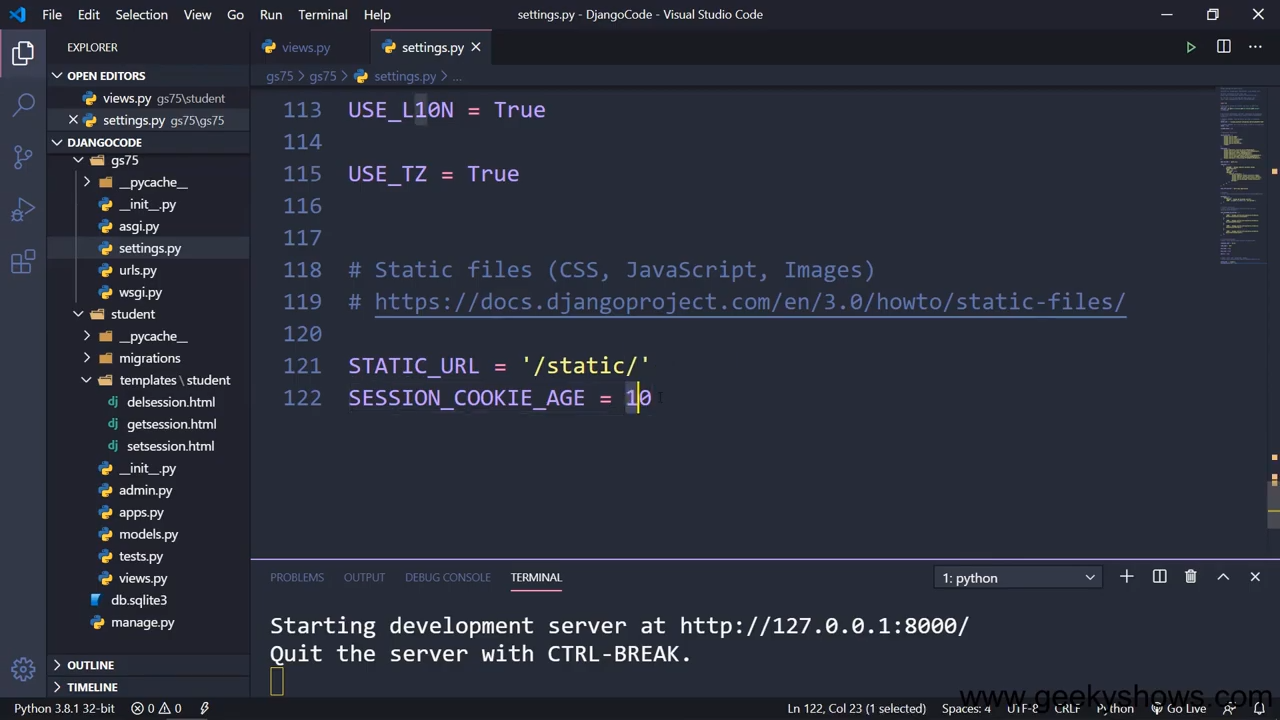 File Edit Selection View Go Run Terminal Help
settings.py - DjangoCode - Visual Studio Code
EXPLORER
OPEN EDITORS
views.py gs75\student
settings.py gs75\gs75
DJANGOCODE
gs75
__pycache__
__init__.py
asgi.py
settings.py
urls.py
wsgi.py
student
__pycache__
migrations
templates \ student
delsession.html
getsession.html
setsession.html
__init__.py
admin.py
apps.py
models.py
tests.py
views.py
db.sqlite3
manage.py
OUTLINE
TIMELINE
views.py settings.py
gs75 > gs75 > settings.py > ...
113 USE_L10N = True
114
115 USE_TZ = True
116
117
118 # Static files (CSS, JavaScript, Images)
119 # https://docs.djangoproject.com/en/3.0/howto/static-files/
120
121 STATIC_URL = '/static/'
122 SESSION_COOKIE_AGE = 10
PROBLEMS OUTPUT DEBUG CONSOLE TERMINAL
1: python
Starting development server at http://127.0.0.1:8000/
Quit the server with CTRL-BREAK.
www.geekyshows.com
Python 3.8.1 32-bit 0 0 Ln 122, Col 23 (1 selected) Spaces: 4 UTF-8 CRLF Python Go Live